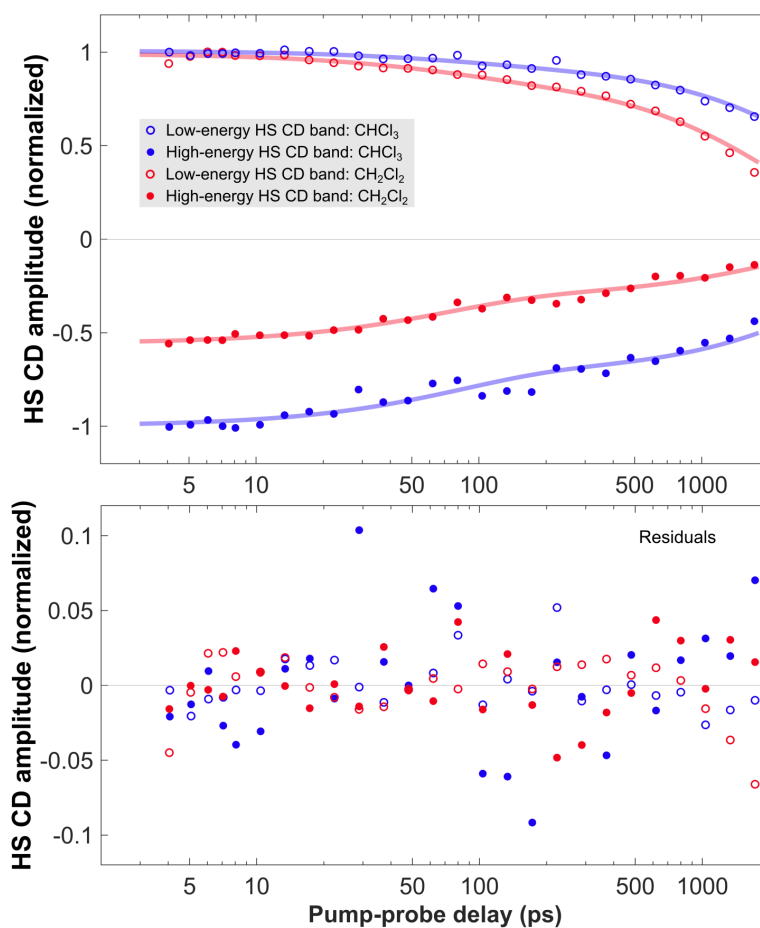 HS CD amplitude (normalized)
1
0.5
0
-0.5
-1
Low-energy HS CD band: CHCl₃
High-energy HS CD band: CHCl₃
Low-energy HS CD band: CH₂Cl₂
High-energy HS CD band: CH₂Cl₂
5 10 50 100 500 1000
HS CD amplitude (normalized)
Residuals
0.1
0.05
0
-0.05
-0.1
5 10 50 100 500 1000
Pump-probe delay (ps)